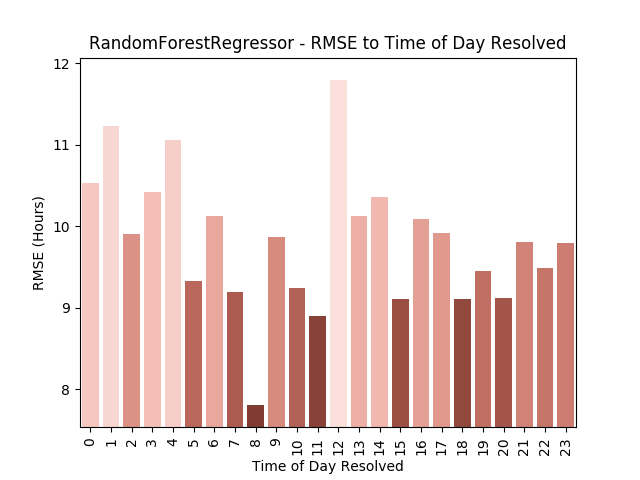 RandomForestRegressor - RMSE to Time of Day Resolved
12
11
10
9
8
RMSE (Hours)
0 1 2 3 4 5 6 7 8 9 10 11 12 13 14 15 16 17 18 19 20 21 22 23
Time of Day Resolved